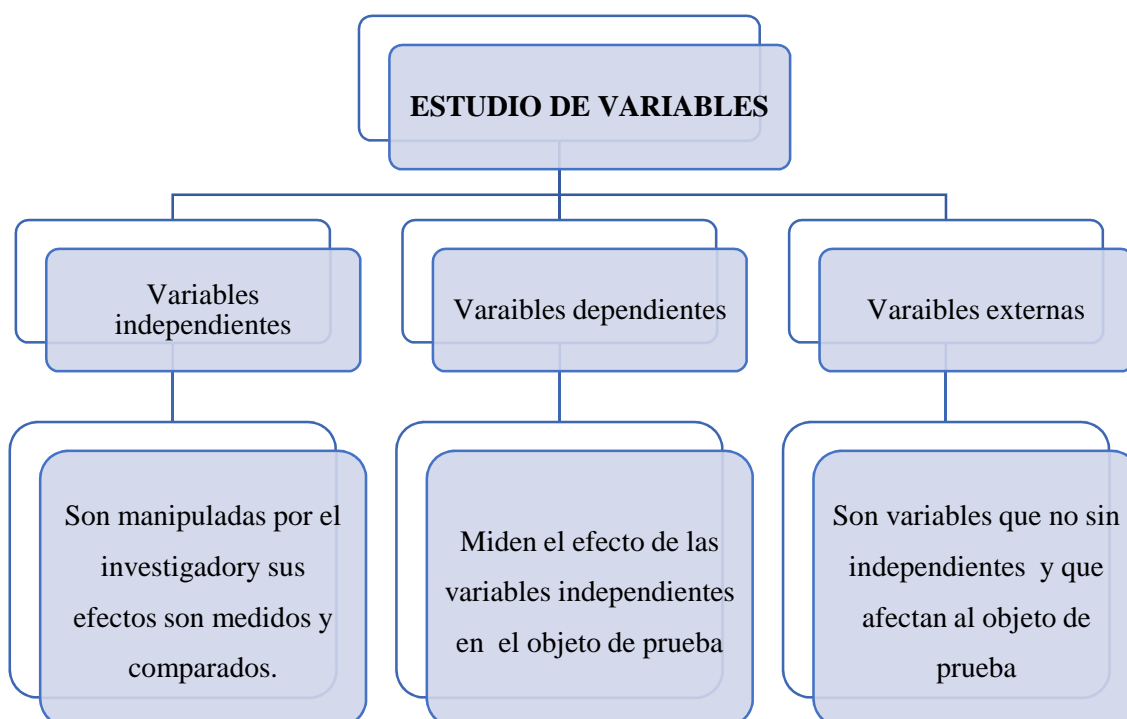 ESTUDIO DE VARIABLES
Variables
independientes
Varaibles dependientes
Varaibles externas
Son manipuladas por el
investigadory sus
efectos son medidos y
comparados.
Miden el efecto de las
variables independientes
en el objeto de prueba
Son variables que no sin
independientes y que
afectan al objeto de
prueba